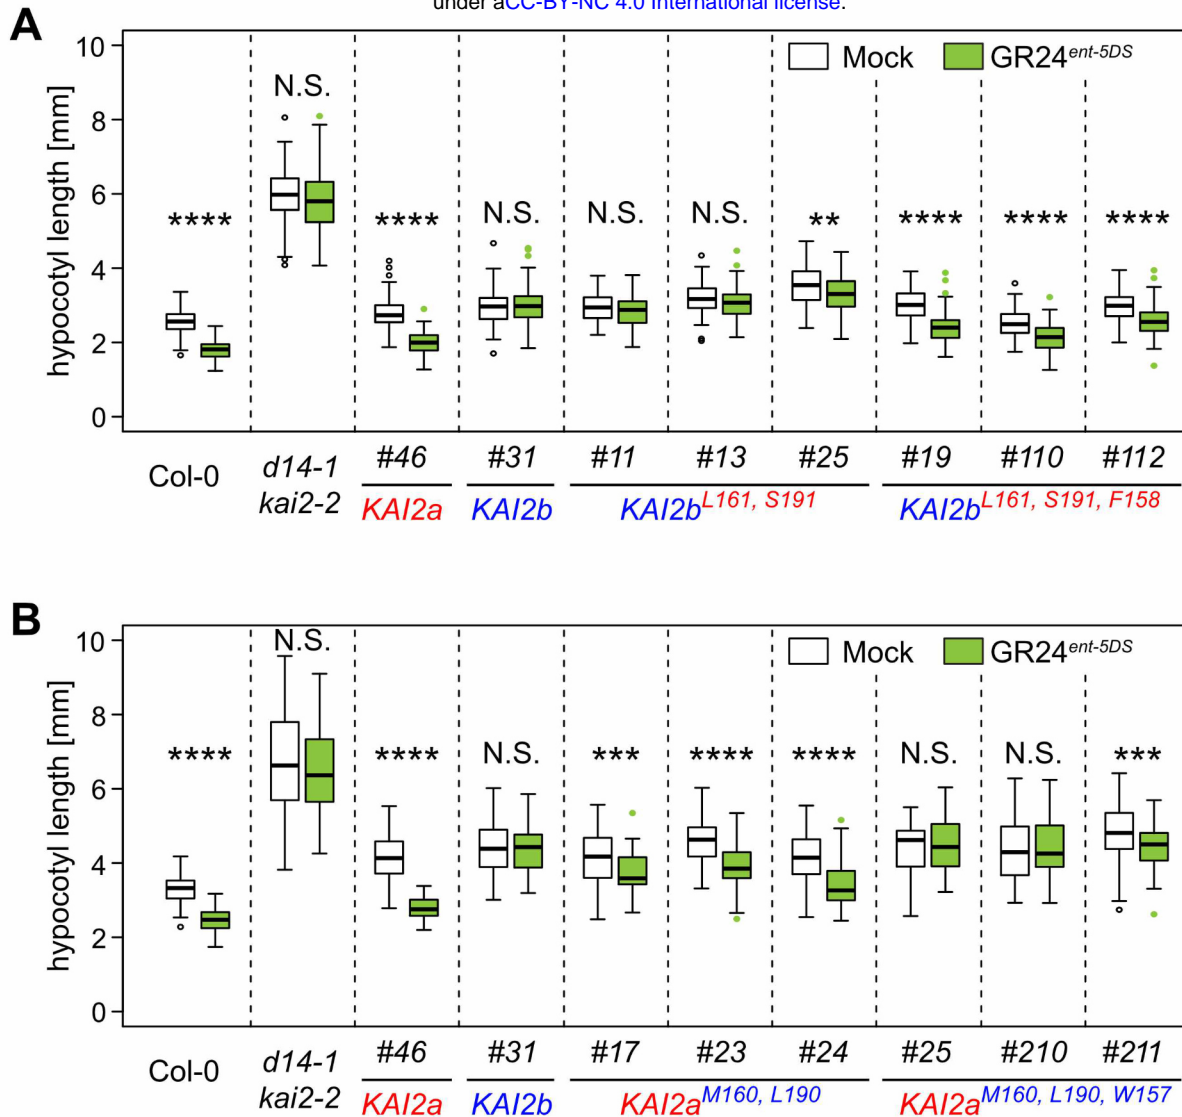 under aCC-BY-NC 4.0 International license.
A
hypocotyl length [mm]
10
8
6
4
2
0
Mock GR24ent-5DS
N.S.
**** **** N.S. N.S. N.S. ** **** **** ****
Col-0 d14-1 #46 #31 #11 #13 #25 #19 #110 #112
kai2-2 KAI2a KAI2b KAI2bL161, S191 KAI2bL161, S191, F158
B
hypocotyl length [mm]
10
8
6
4
2
0
Mock GR24ent-5DS
N.S.
**** **** N.S. *** **** **** N.S. N.S. ***
Col-0 d14-1 #46 #31 #17 #23 #24 #25 #210 #211
kai2-2 KAI2a KAI2b KAI2aM160, L190 KAI2aM160, L190, W157